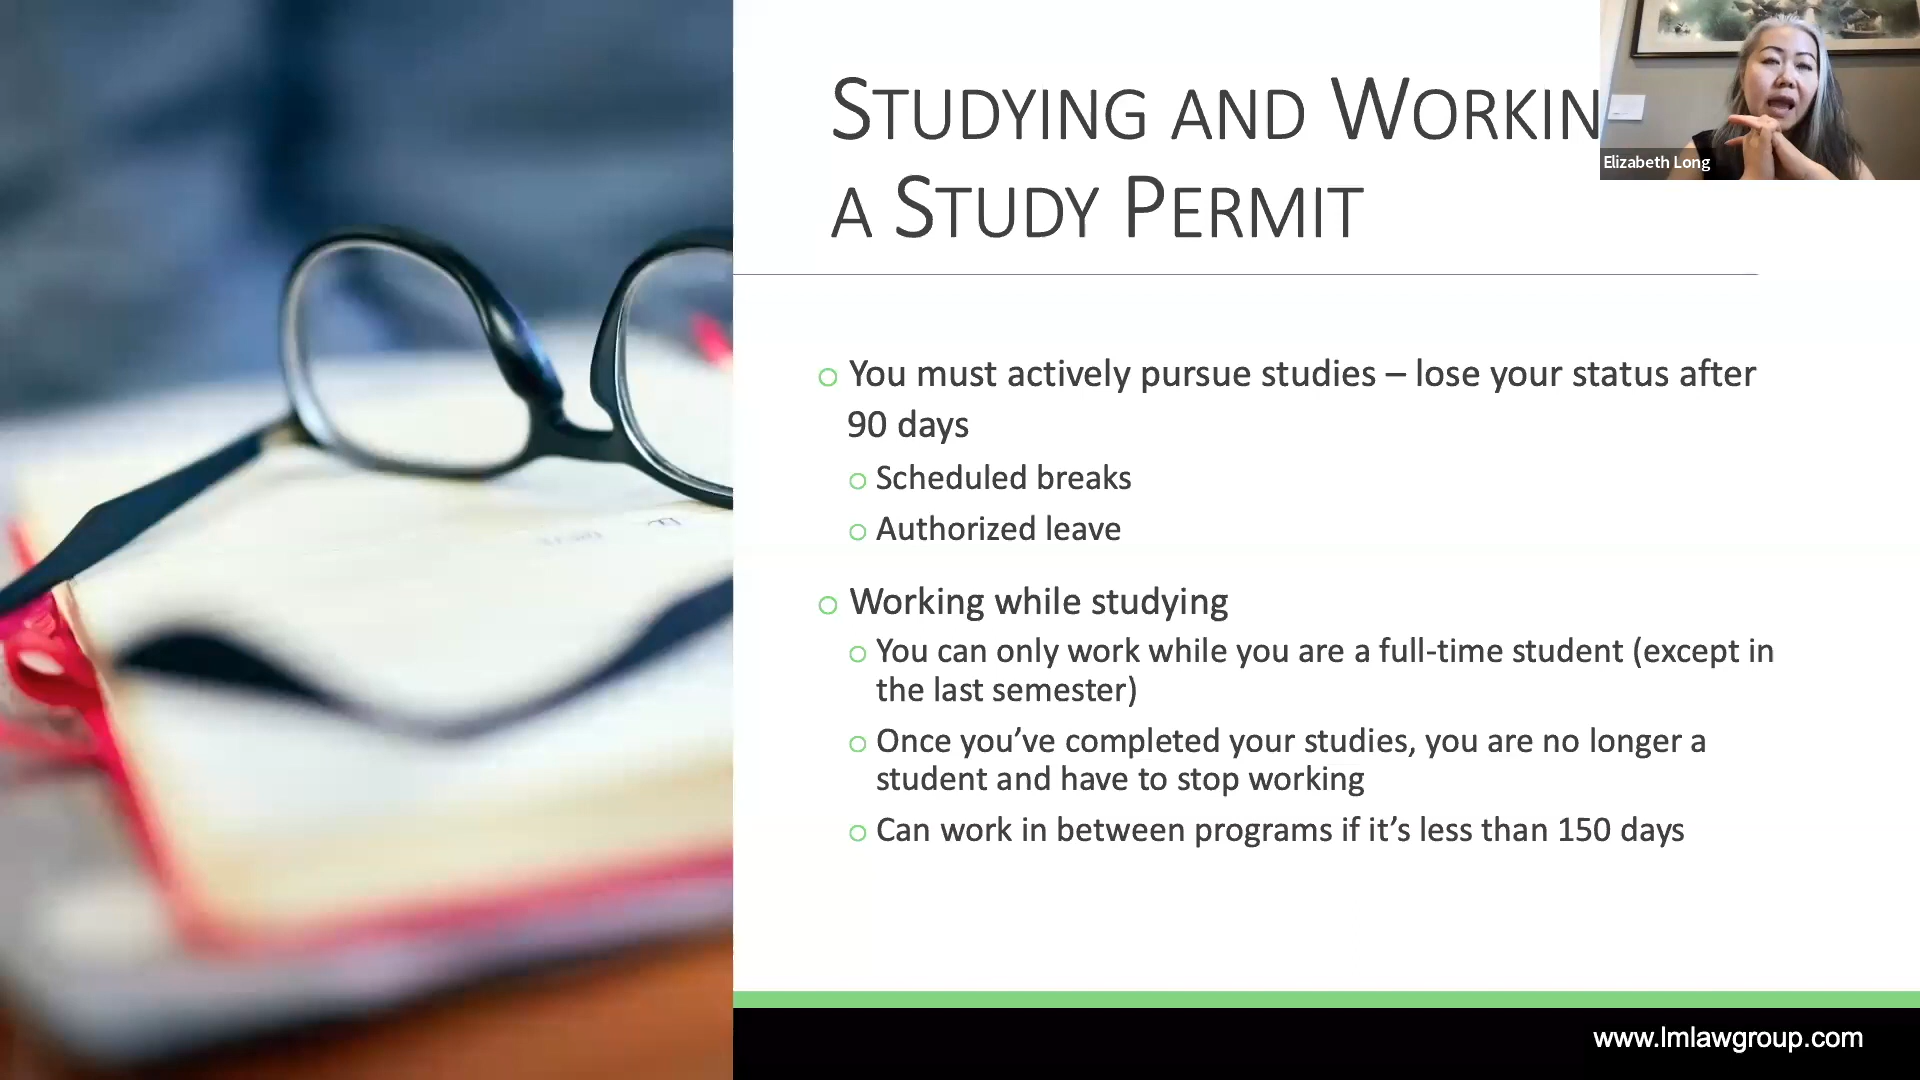 STUDYING AND WORKIN
A STUDY PERMIT
Elizabeth Long
You must actively pursue studies – lose your status after
90 days
Scheduled breaks
Authorized leave
Working while studying
You can only work while you are a full-time student (except in
the last semester)
Once you’ve completed your studies, you are no longer a
student and have to stop working
Can work in between programs if it’s less than 150 days
www.lmlawgroup.com